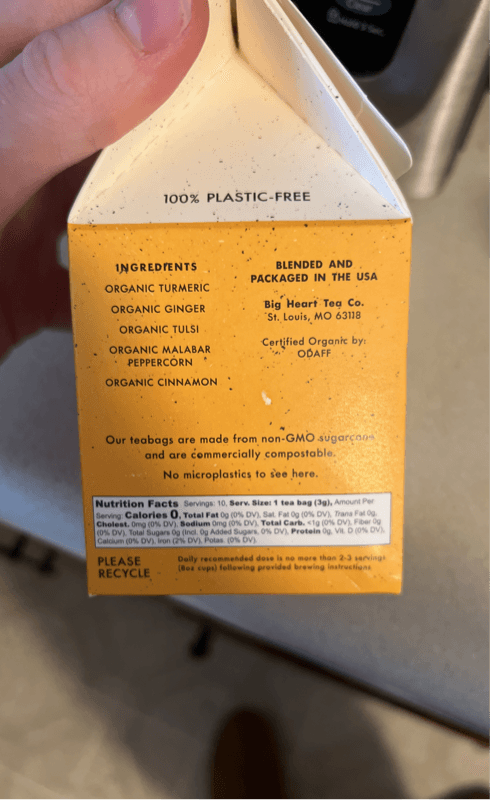 100% PLASTIC-FREE
INGREDIENTS
ORGANIC TURMERIC
ORGANIC GINGER
ORGANIC TULSI
ORGANIC MALABAR
PEPPERCORN
ORGANIC CINNAMON
BLENDED AND
PACKAGED IN THE USA
Big Heart Tea Co.
St. Louis, MO 63118
Certified Organic by:
ODAFF
Our teabags are made from non-GMO sugarcane
and are commercially compostable.
No microplastics to see here.
Nutrition Facts Servings: 10, Serv. Size: 1 tea bag (3g), Amount Per
Serving: Calories 0, Total Fat 0g (0% DV), Sat. Fat 0g (0% DV), Trans Fat 0g,
Cholest. 0mg (0% DV), Sodium 0mg (0% DV), Total Carb. <1g (0% DV), Fiber 0g
(0% DV), Total Sugars 0g (Incl. 0g Added Sugars, 0% DV), Protein 0g, Vit. D (0% DV),
Calcium (0% DV), Iron (2% DV), Potas. (0% DV).
PLEASE
RECYCLE
Daily recommended dose is no more than 2-3 servings
(8oz cups) following provided brewing instructions